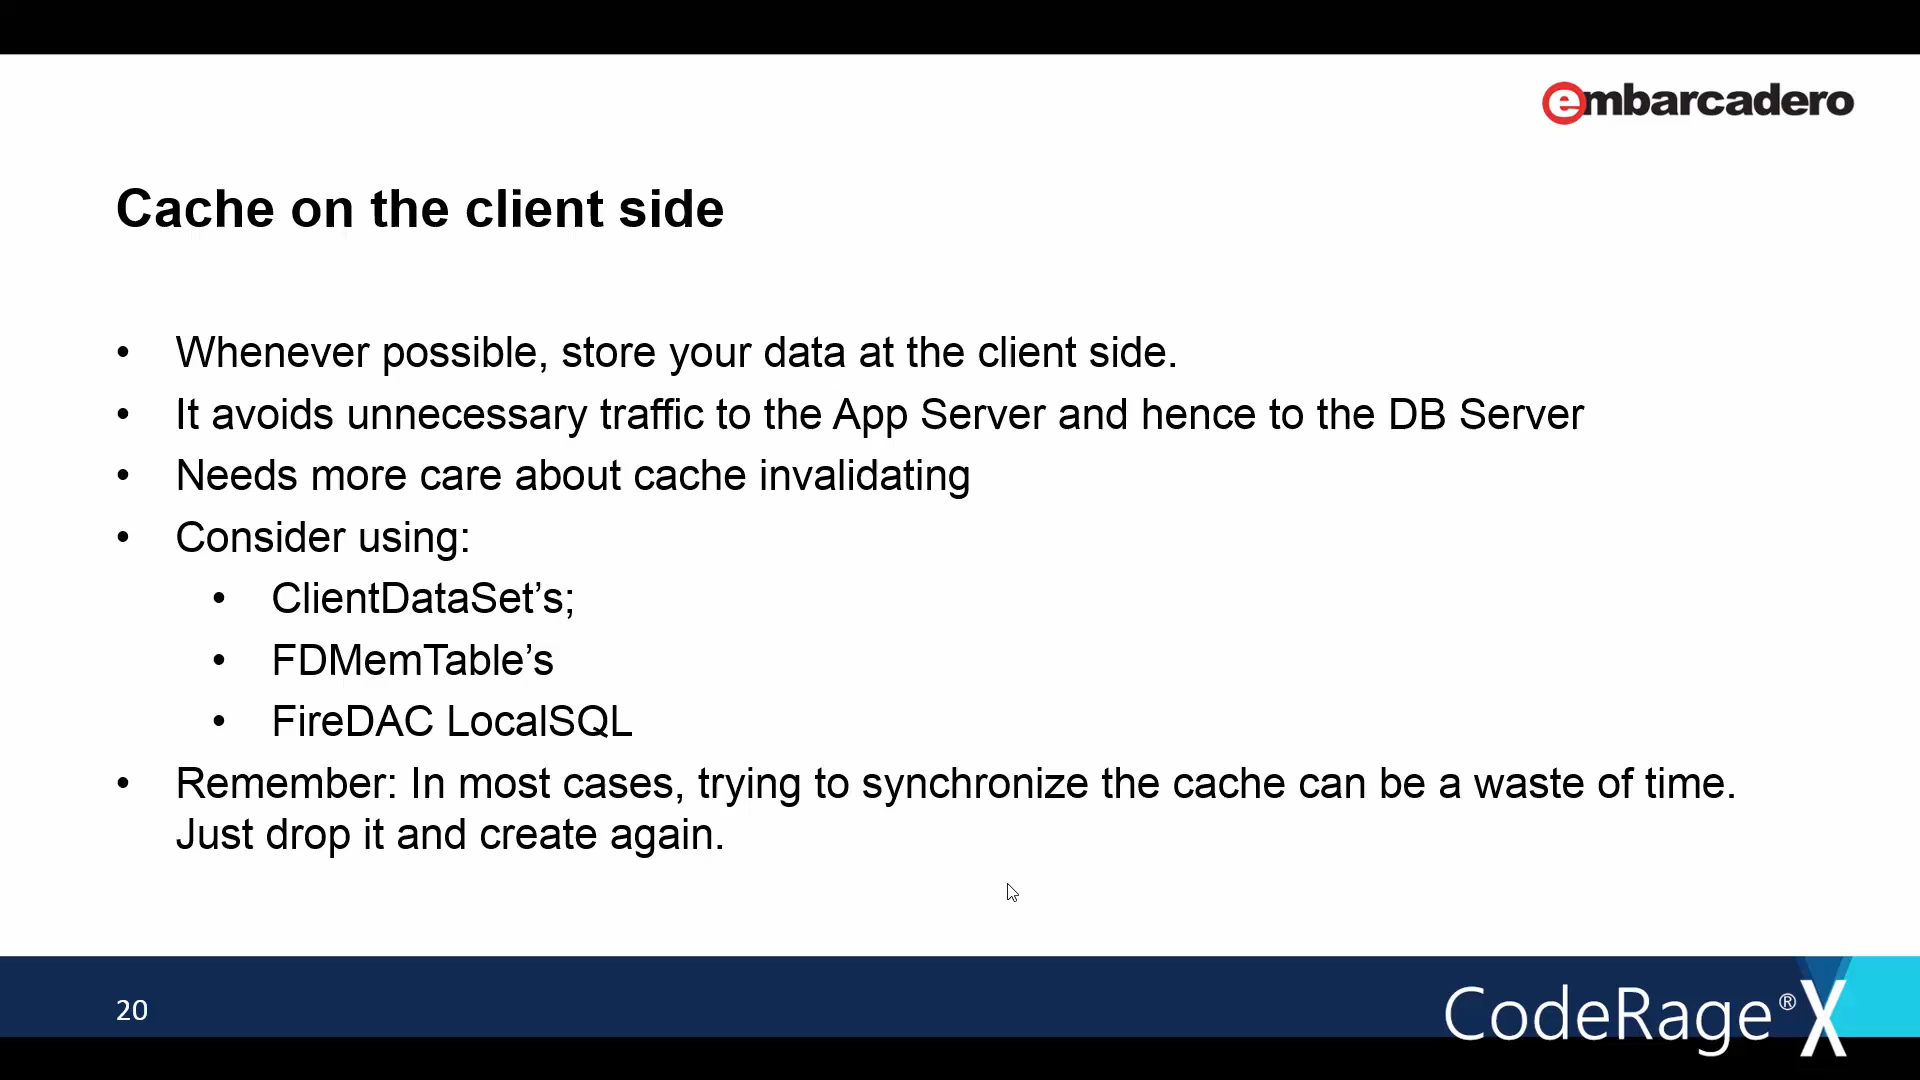 embarcadero
Cache on the client side
• Whenever possible, store your data at the client side.
• It avoids unnecessary traffic to the App Server and hence to the DB Server
• Needs more care about cache invalidating
• Consider using:
• ClientDataSet’s;
• FDMemTable’s
• FireDAC LocalSQL
• Remember: In most cases, trying to synchronize the cache can be a waste of time.
Just drop it and create again.
20
CodeRage® X